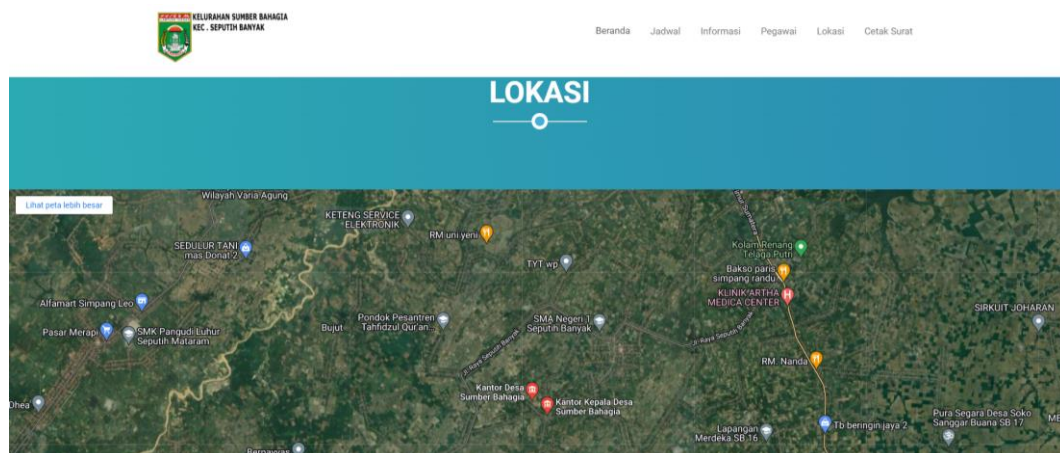 KELURAHAN SUMBER BAHAGIA
KEC . SEPUTIH BANYAK
Beranda Jadwal Informasi Pegawai Lokasi Cetak Surat
LOKASI
Lihat peta lebih besar
Wilayah Varia Agung
KETENG SERVICE
ELEKTRONIK
RM uni yeni
SEDULUR TANI
mas Donat 2
TYT wp
Kolam Renang
Telaga Putri
Bakso paris
simpang randu
KLINIK ARTHA
MEDICA CENTER
Alfamart Simpang Leo
Pasar Merapi
SMK Pangudi Luhur
Seputih Mataram
Bujut
Pondok Pesantren
Tahfidzul Qur'an...
SMA Negeri 1
Seputih Banyak
Jl. Raya Seputih Banyak
Jl. Raya Seputih Banyak
SIRKUIT JOHARAN
RM. Nanda
Kantor Desa
Sumber Bahagia
Kantor Kepala Desa
Sumber Bahagia
Dhea
Lapangan
Merdeka SB 16
Tb beringin jaya 2
Pura Segara Desa Soko
Sanggar Buana SB 17